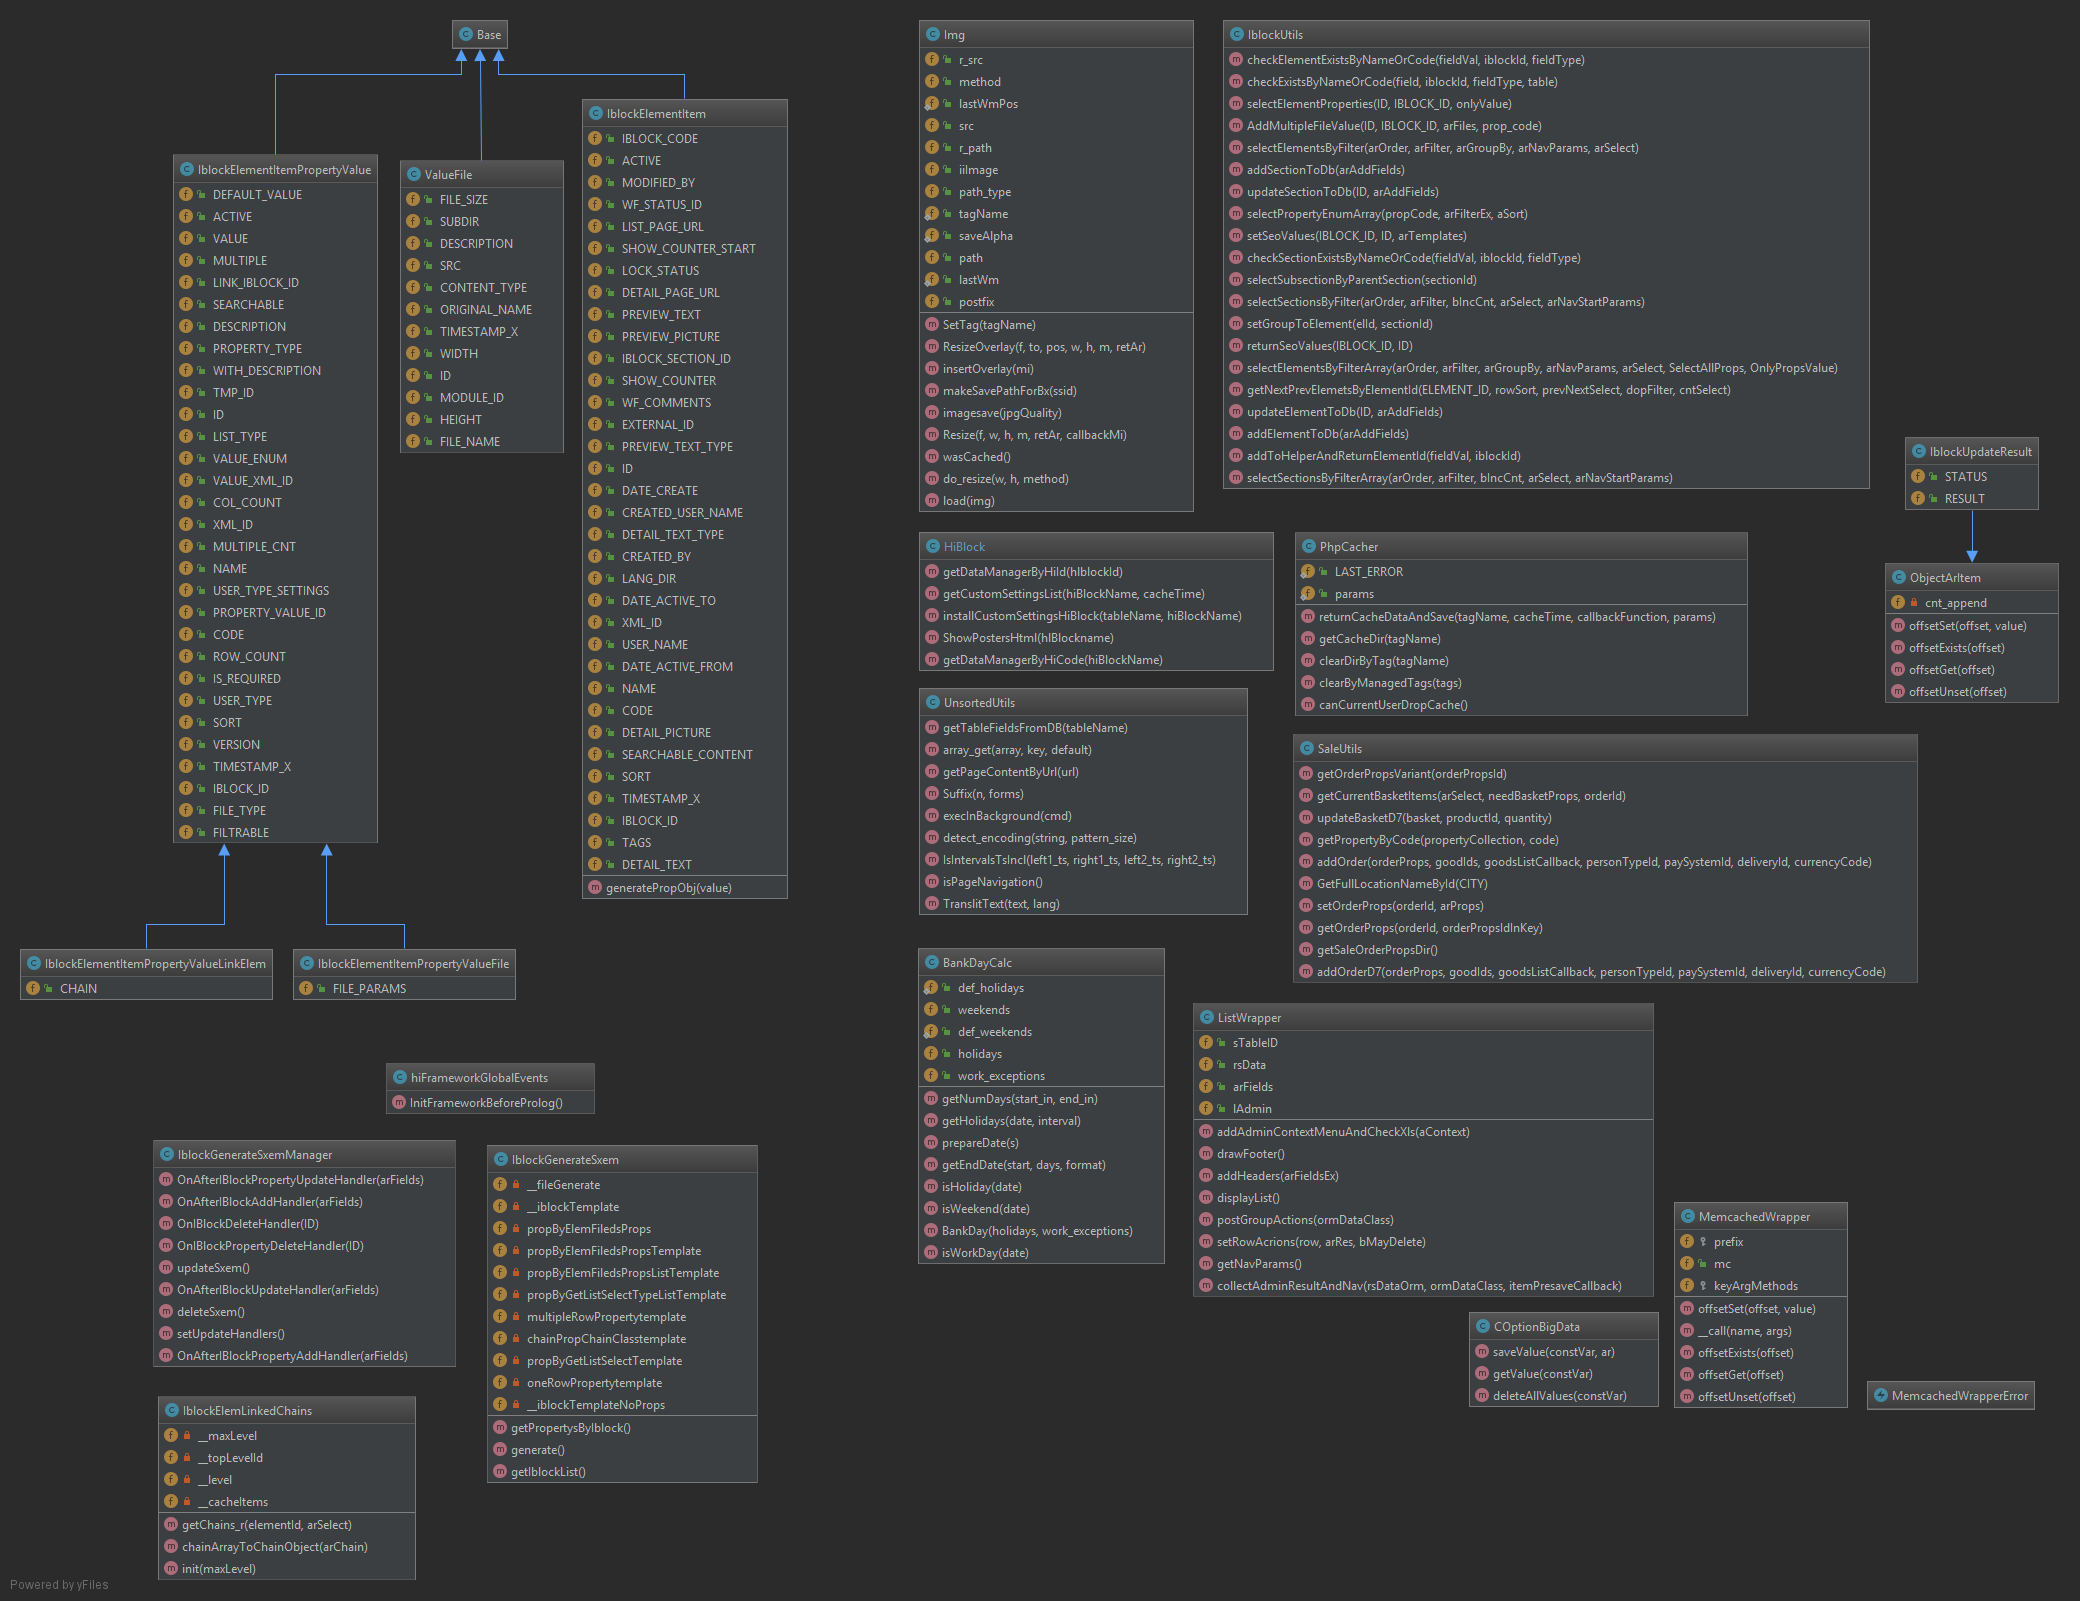 Base
IblockElementItemPropertyValue
DEFAULT_VALUE
ACTIVE
VALUE
MULTIPLE
LINK_IBLOCK_ID
SEARCHABLE
DESCRIPTION
PROPERTY_TYPE
WITH_DESCRIPTION
TMP_ID
ID
LIST_TYPE
VALUE_ENUM
VALUE_XML_ID
COL_COUNT
XML_ID
MULTIPLE_CNT
NAME
USER_TYPE_SETTINGS
PROPERTY_VALUE_ID
CODE
ROW_COUNT
IS_REQUIRED
USER_TYPE
SORT
VERSION
TIMESTAMP_X
IBLOCK_ID
FILE_TYPE
FILTRABLE
ValueFile
FILE_SIZE
SUBDIR
DESCRIPTION
SRC
CONTENT_TYPE
ORIGINAL_NAME
TIMESTAMP_X
WIDTH
ID
MODULE_ID
HEIGHT
FILE_NAME
IblockElementItem
IBLOCK_CODE
ACTIVE
MODIFIED_BY
WF_STATUS_ID
LIST_PAGE_URL
SHOW_COUNTER_START
LOCK_STATUS
DETAIL_PAGE_URL
PREVIEW_TEXT
PREVIEW_PICTURE
IBLOCK_SECTION_ID
SHOW_COUNTER
WF_COMMENTS
EXTERNAL_ID
PREVIEW_TEXT_TYPE
ID
DATE_CREATE
CREATED_USER_NAME
DETAIL_TEXT_TYPE
CREATED_BY
LANG_DIR
DATE_ACTIVE_TO
XML_ID
USER_NAME
DATE_ACTIVE_FROM
NAME
CODE
DETAIL_PICTURE
SEARCHABLE_CONTENT
SORT
TIMESTAMP_X
IBLOCK_ID
TAGS
DETAIL_TEXT
generatePropObj(value)
IblockElementItemPropertyValueLinkElem
CHAIN
IblockElementItemPropertyValueFile
FILE_PARAMS
hiFrameworkGlobalEvents
InitFrameworkBeforeProlog()
IblockGenerateSxemManager
OnAfterIBlockPropertyUpdateHandler(arFields)
OnAfterIBlockAddHandler(arFields)
OnIBlockDeleteHandler(ID)
OnIBlockPropertyDeleteHandler(ID)
updateSxem()
OnAfterIBlockUpdateHandler(arFields)
deleteSxem()
setUpdateHandlers()
OnAfterIBlockPropertyAddHandler(arFields)
IblockGenerateSxem
__fileGenerate
__iblockTemplate
propByElemFiledsProps
propByElemFiledsPropsTemplate
propByElemFiledsPropsListTemplate
propByGetListSelectTypeListTemplate
multipleRowPropertytemplate
chainPropChainClasstemplate
propByGetListSelectTemplate
oneRowPropertytemplate
__iblockTemplateNoProps
getPropertysByIblock()
generate()
getIblockList()
IblockElemLinkedChains
__maxLevel
__topLevelId
__level
__cacheItems
getChains_r(elementId, arSelect)
chainArrayToChainObject(arChain)
init(maxLevel)
Img
r_src
method
lastWmPos
src
r_path
iiImage
path_type
tagName
saveAlpha
path
lastWm
postfix
SetTag(tagName)
ResizeOverlay(f, to, pos, w, h, m, retAr)
insertOverlay(mi)
makeSavePathForBx(ssid)
imagesave(jpgQuality)
Resize(f, w, h, m, retAr, callbackMi)
wasCached()
do_resize(w, h, method)
load(img)
IblockUtils
checkElementExistsByNameOrCode(fieldVal, iblockId, fieldType)
checkExistsByNameOrCode(field, iblockId, fieldType, table)
selectElementProperties(ID, IBLOCK_ID, onlyValue)
AddMultipleFileValue(ID, IBLOCK_ID, arFiles, prop_code)
selectElementsByFilter(arOrder, arFilter, arGroupBy, arNavParams, arSelect)
addSectionToDb(arAddFields)
updateSectionToDb(ID, arAddFields)
selectPropertyEnumArray(propCode, arFilterEx, aSort)
setSeoValues(IBLOCK_ID, ID, arTemplates)
checkSectionExistsByNameOrCode(fieldVal, iblockId, fieldType)
selectSubsectionByParentSection(sectionId)
selectSectionsByFilter(arOrder, arFilter, bIncCnt, arSelect, arNavStartParams)
setGroupToElement(elId, sectionId)
returnSeoValues(IBLOCK_ID, ID)
selectElementsByFilterArray(arOrder, arFilter, arGroupBy, arNavParams, arSelect, SelectAllProps, OnlyPropsValue)
getNextPrevElemetsByElementId(ELEMENT_ID, rowSort, prevNextSelect, dopFilter, cntSelect)
updateElementToDb(ID, arAddFields)
addElementToDb(arAddFields)
addToHelperAndReturnElementId(fieldVal, iblockId)
selectSectionsByFilterArray(arOrder, arFilter, bIncCnt, arSelect, arNavStartParams)
IblockUpdateResult
STATUS
RESULT
ObjectArItem
cnt_append
offsetSet(offset, value)
offsetExists(offset)
offsetGet(offset)
offsetUnset(offset)
HiBlock
getDataManagerByHiId(hIblockId)
getCustomSettingsList(hiBlockName, cacheTime)
installCustomSettingsHiBlock(tableName, hiBlockName)
ShowPostersHtml(hIBlockname)
getDataManagerByHiCode(hiBlockName)
PhpCacher
LAST_ERROR
params
returnCacheDataAndSave(tagName, cacheTime, callbackFunction, params)
getCacheDir(tagName)
clearDirByTag(tagName)
clearByManagedTags(tags)
canCurrentUserDropCache()
UnsortedUtils
getTableFieldsFromDB(tableName)
array_get(array, key, default)
getPageContentByUrl(url)
Suffix(n, forms)
execInBackground(cmd)
detect_encoding(string, pattern_size)
IsIntervalsTsIncl(left1_ts, right1_ts, left2_ts, right2_ts)
isPageNavigation()
TranslitText(text, lang)
SaleUtils
getOrderPropsVariant(orderPropsId)
getCurrentBasketItems(arSelect, needBasketProps, orderId)
updateBasketD7(basket, productId, quantity)
getPropertyByCode(propertyCollection, code)
addOrder(orderProps, goodIds, goodsListCallback, personTypeId, paySystemId, deliveryId, currencyCode)
GetFullLocationNameById(CITY)
setOrderProps(orderId, arProps)
getOrderProps(orderId, orderPropsIdInKey)
getSaleOrderPropsDir()
addOrderD7(orderProps, goodIds, goodsListCallback, personTypeId, paySystemId, deliveryId, currencyCode)
BankDayCalc
def_holidays
weekends
def_weekends
holidays
work_exceptions
getNumDays(start_in, end_in)
getHolidays(date, interval)
prepareDate(s)
getEndDate(start, days, format)
isHoliday(date)
isWeekend(date)
BankDay(holidays, work_exceptions)
isWorkDay(date)
ListWrapper
sTableID
rsData
arFields
lAdmin
addAdminContextMenuAndCheckXls(aContext)
drawFooter()
addHeaders(arFieldsEx)
displayList()
postGroupActions(ormDataClass)
setRowAcrions(row, arRes, bMayDelete)
getNavParams()
collectAdminResultAndNav(rsDataOrm, ormDataClass, itemPresaveCallback)
COptionBigData
saveValue(constVar, ar)
getValue(constVar)
deleteAllValues(constVar)
MemcachedWrapper
prefix
mc
keyArgMethods
offsetSet(offset, value)
__call(name, args)
offsetExists(offset)
offsetGet(offset)
offsetUnset(offset)
MemcachedWrapperError
Powered by yFiles